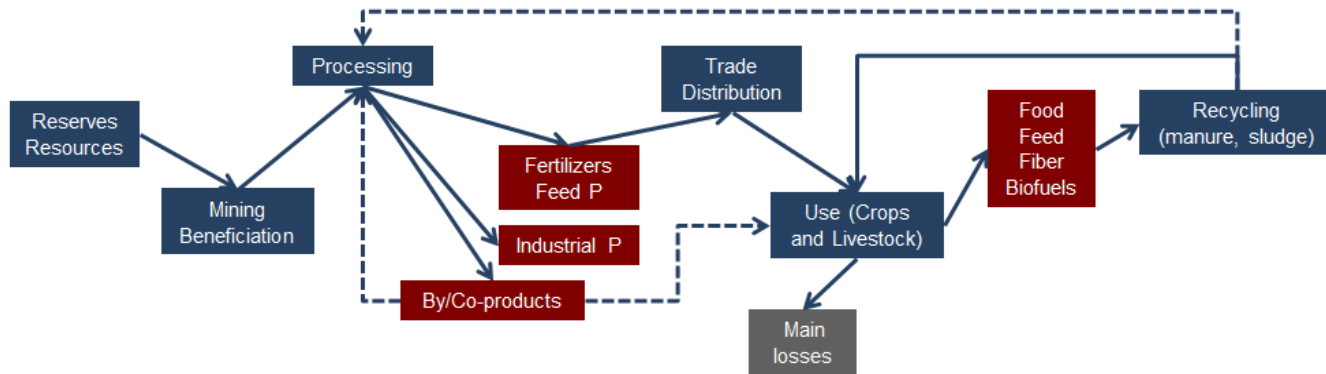 Reserves
Resources
Mining
Beneficiation
Processing
Fertilizers
Feed P
Industrial P
By/Co-products
Trade
Distribution
Use (Crops
and Livestock)
Main
losses
Food
Feed
Fiber
Biofuels
Recycling
(manure, sludge)